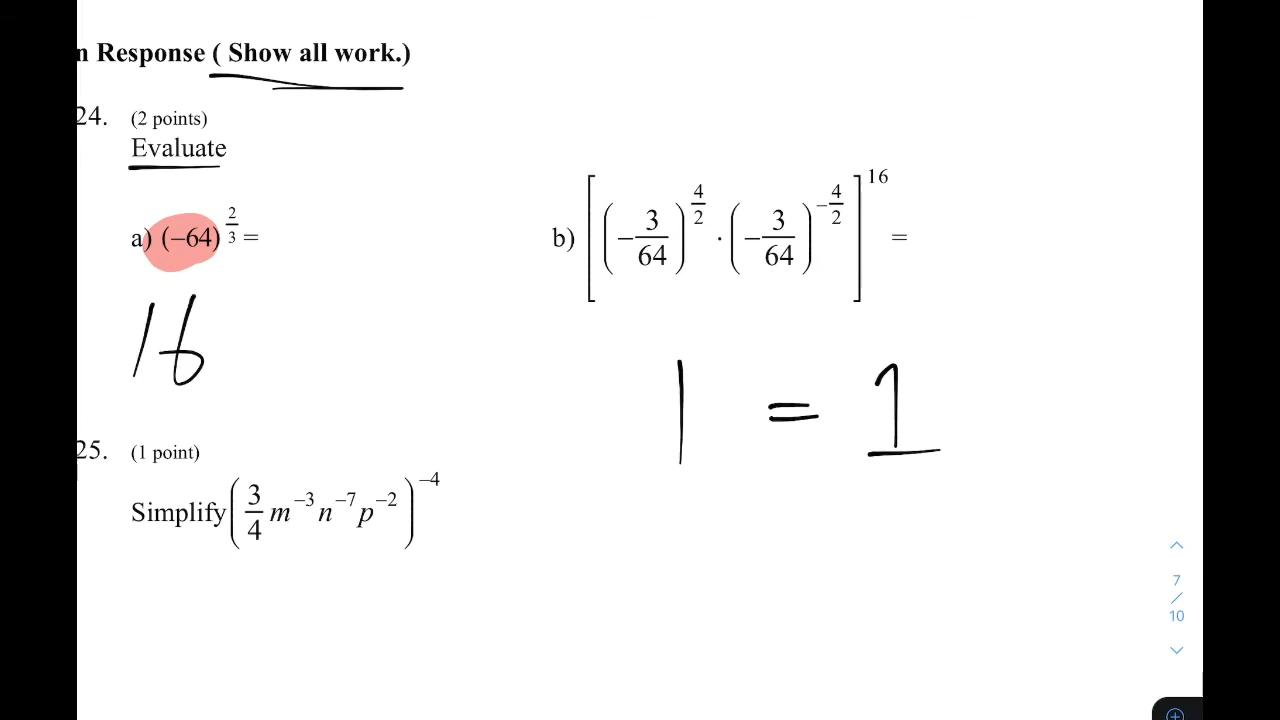 n Response ( Show all work.)
24. (2 points)
Evaluate
a) (−64)^(2/3) =
b) [(−3/64)^(4/2) · (−3/64)^(−4/2)]^16 =
16
1 = 1
25. (1 point)
Simplify (3/4 m^−3 n^−7 p^−2)^−4
7
/
10